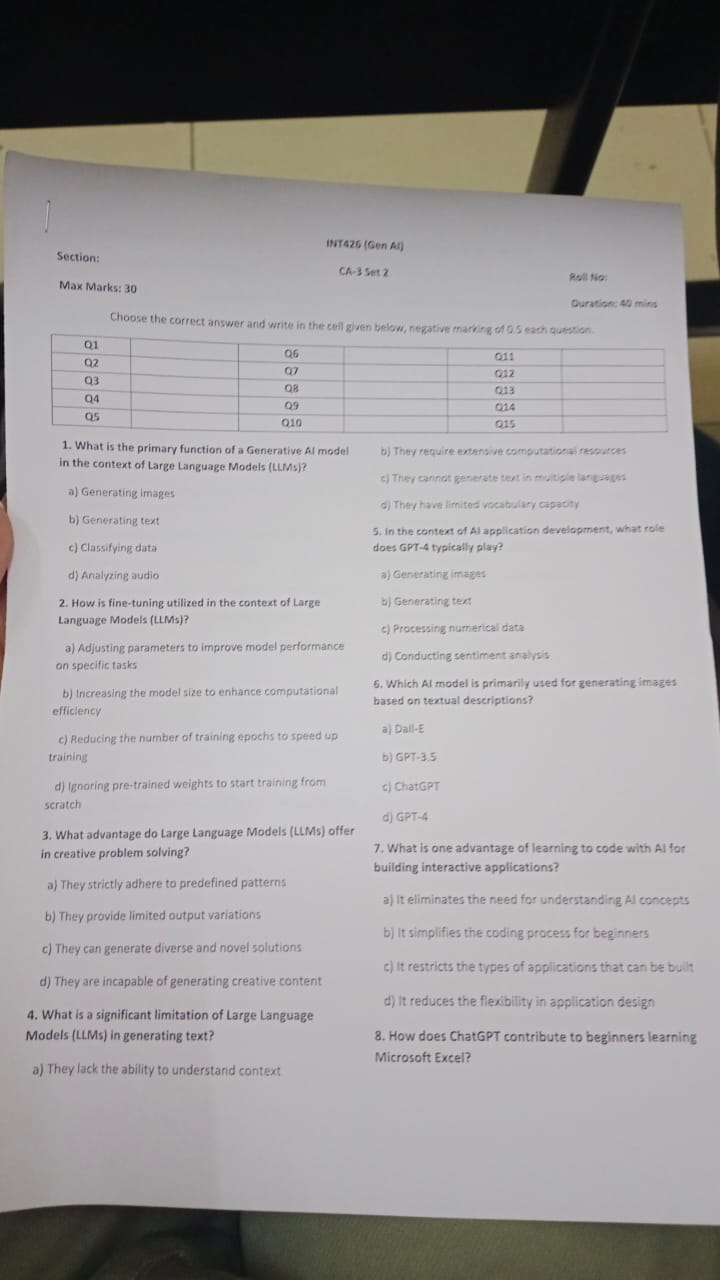 INT426 (Gen AI)
Section:
CA-3 Set 2
Roll No:
Max Marks: 30
Duration: 40 mins
Choose the correct answer and write in the cell given below, negative marking of 0.5 each question.
Q1 Q6 Q11
Q2 Q7 Q12
Q3 Q8 Q13
Q4 Q9 Q14
Q5 Q10 Q15
1. What is the primary function of a Generative AI model
in the context of Large Language Models (LLMs)?
a) Generating images
b) Generating text
c) Classifying data
d) Analyzing audio
2. How is fine-tuning utilized in the context of Large
Language Models (LLMs)?
a) Adjusting parameters to improve model performance
on specific tasks
b) Increasing the model size to enhance computational
efficiency
c) Reducing the number of training epochs to speed up
training
d) Ignoring pre-trained weights to start training from
scratch
3. What advantage do Large Language Models (LLMs) offer
in creative problem solving?
a) They strictly adhere to predefined patterns
b) They provide limited output variations
c) They can generate diverse and novel solutions
d) They are incapable of generating creative content
4. What is a significant limitation of Large Language
Models (LLMs) in generating text?
a) They lack the ability to understand context
b) They require extensive computational resources
c) They cannot generate text in multiple languages
d) They have limited vocabulary capacity
5. In the context of AI application development, what role
does GPT-4 typically play?
a) Generating images
b) Generating text
c) Processing numerical data
d) Conducting sentiment analysis
6. Which AI model is primarily used for generating images
based on textual descriptions?
a) Dall-E
b) GPT-3.5
c) ChatGPT
d) GPT-4
7. What is one advantage of learning to code with AI for
building interactive applications?
a) It eliminates the need for understanding AI concepts
b) It simplifies the coding process for beginners
c) It restricts the types of applications that can be built
d) It reduces the flexibility in application design
8. How does ChatGPT contribute to beginners learning
Microsoft Excel?